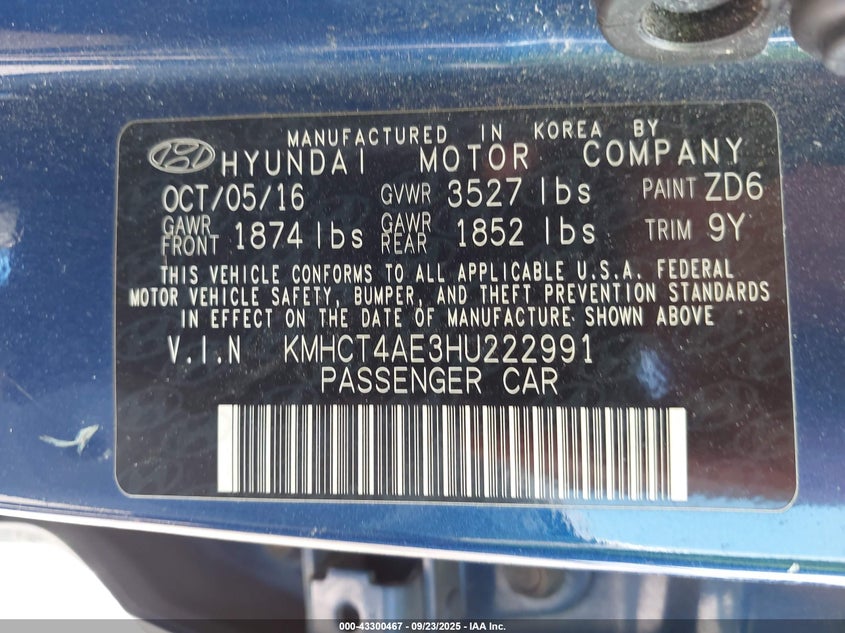 MANUFACTURED IN KOREA BY
HYUNDAI MOTOR COMPANY
OCT/05/16 GVWR 3527 lbs PAINT ZD6
GAWR FRONT 1874 lbs GAWR REAR 1852 lbs TRIM 9Y
THIS VEHICLE CONFORMS TO ALL APPLICABLE U.S.A. FEDERAL
MOTOR VEHICLE SAFETY, BUMPER, AND THEFT PREVENTION STANDARDS
IN EFFECT ON THE DATE OF MANUFACTURE SHOWN ABOVE
V.I.N KMHCT4AE3HU222991
PASSENGER CAR
000-43300467 - 09/23/2025 - IAA Inc.